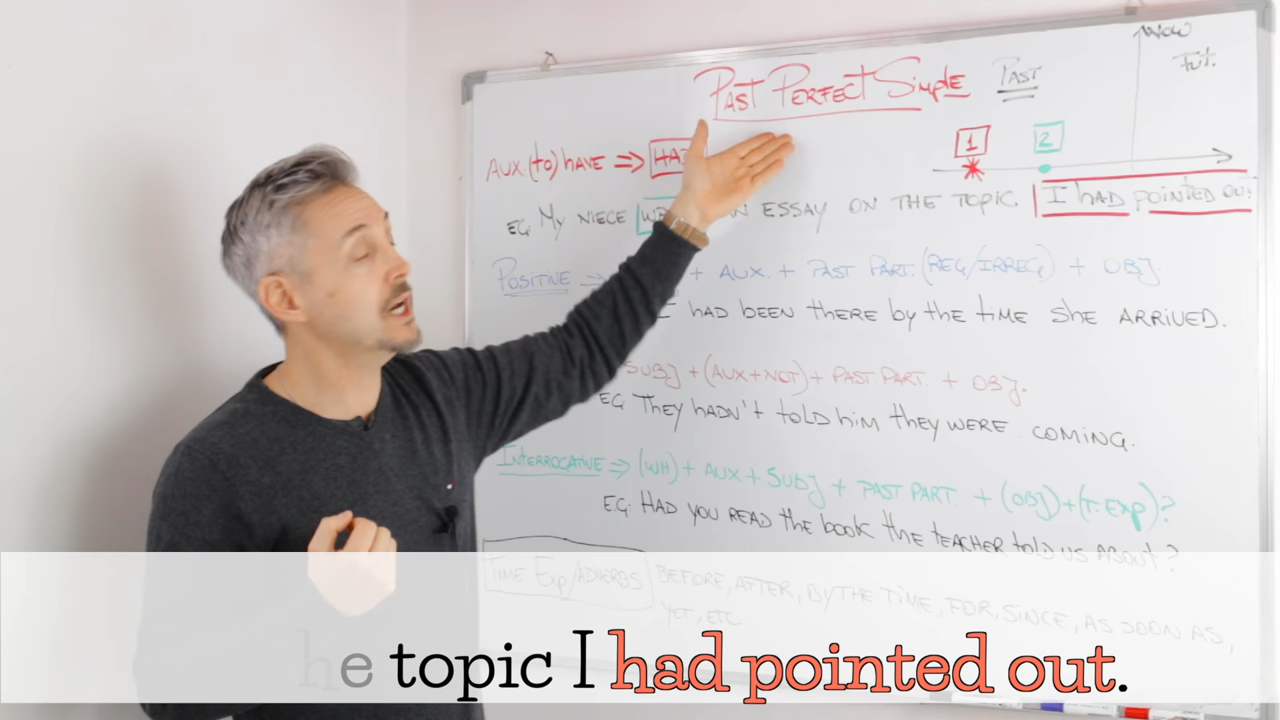 Now
Fut.
PAST PERFECT SIMPLE PAST
1 2
AUX. (to) HAVE ⇒ HAD
EG. MY NIECE AN ESSAY ON THE TOPIC. I HAD POINTED OUT
POSITIVE ⇒ + AUX. + PAST PART. (REG/IRREG) + OBJ.
HAD BEEN THERE by the time SHE ARRIVED.
SUBJ + (AUX+NOT) + PAST PART. + OBJ.
EG. They HADN'T told him they WERE COMING.
INTERROGATIVE ⇒ (WH) + AUX + SUBJ + PAST PART. + (OBJ) + (T. EXP)?
E.G. HAD YOU READ the book the TEACHER told US ABOUT?
TIME EXP/ADVERBS BEFORE, AFTER, BY THE TIME, FOR, SINCE, AS SOON AS,
YET, ETC
he topic I had pointed out.